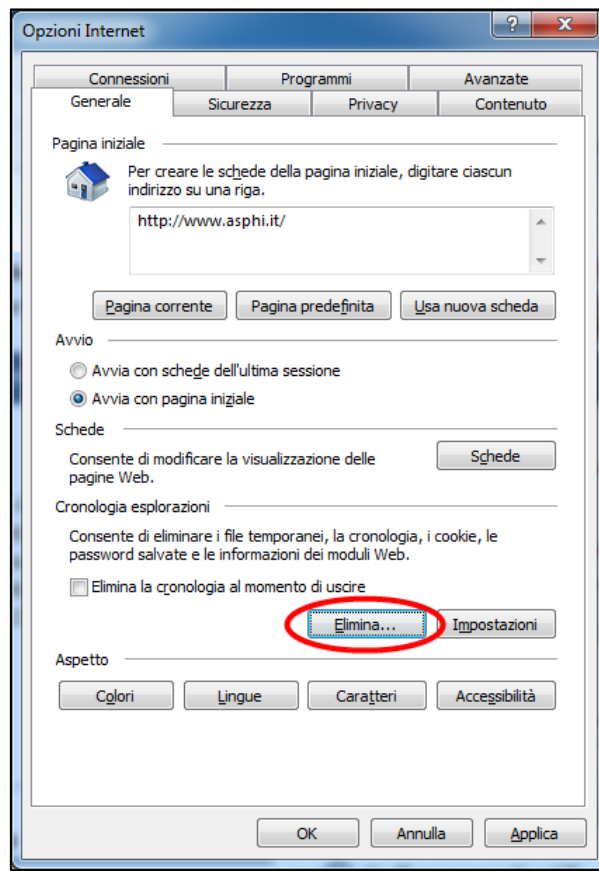 Opzioni Internet
?
X
Connessioni
Programmi
Avanzate
Generale
Sicurezza
Privacy
Contenuto
Pagina iniziale
Per creare le schede della pagina iniziale, digitare ciascun
indirizzo su una riga.
http://www.asphi.it/
Pagina corrente
Pagina predefinita
Usa nuova scheda
Avvio
Avvia con schede dell'ultima sessione
Avvia con pagina iniziale
Schede
Consente di modificare la visualizzazione delle
pagine Web.
Schede
Cronologia esplorazioni
Consente di eliminare i file temporanei, la cronologia, i cookie, le
password salvate e le informazioni dei moduli Web.
Elimina la cronologia al momento di uscire
Elimina...
Impostazioni
Aspetto
Colori
Lingue
Caratteri
Accessibilità
OK
Annulla
Applica